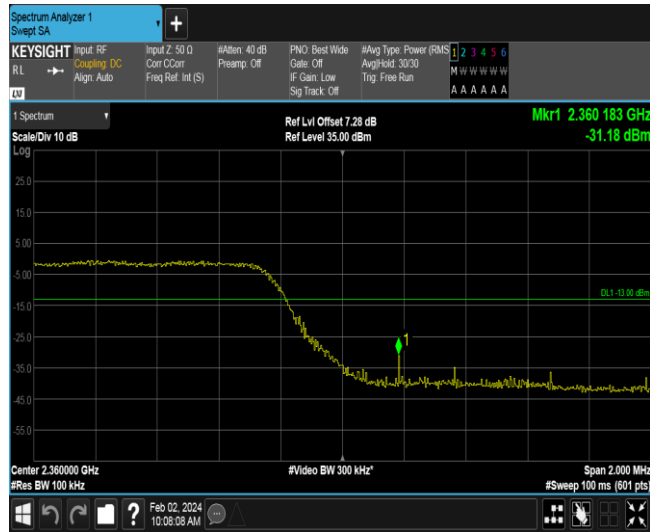 Spectrum Analyzer 1
Swept SA
+
KEYSIGHT
RL
LXI
Input: RF
Coupling: DC
Align: Auto
Input Z: 50 Ω
Corr CCorr
Freq Ref: Int (S)
#Atten: 40 dB
Preamp: Off
PNO: Best Wide
Gate: Off
IF Gain: Low
Sig Track: Off
#Avg Type: Power (RMS
Avg|Hold: 30/30
Trig: Free Run
1 2 3 4 5 6
M W W W W W
A A A A A A
1 Spectrum
Scale/Div 10 dB
Log
Ref Lvl Offset 7.28 dB
Ref Level 35.00 dBm
Mkr1 2.360 183 GHz
-31.18 dBm
25.0
15.0
5.00
-5.00
DL1 -13.00 dBm
-15.0
-25.0
1
-35.0
-45.0
-55.0
Center 2.360000 GHz
#Res BW 100 kHz
#Video BW 300 kHz*
Span 2.000 MHz
#Sweep 100 ms (601 pts)
?
Feb 02, 2024
10:08:08 AM